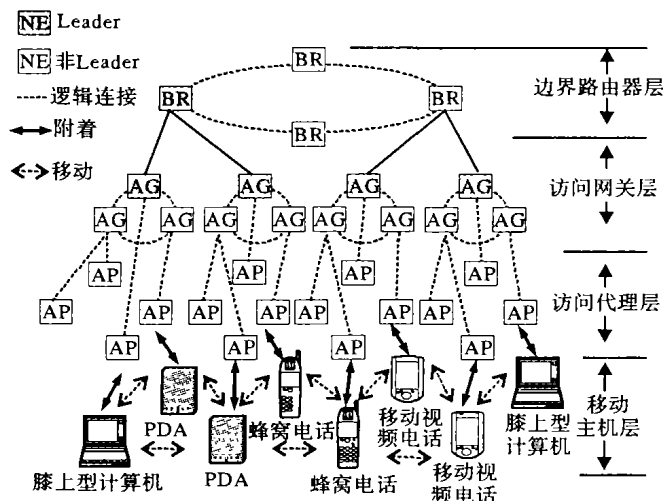 NE Leader
NE 非Leader
逻辑连接
附着
移动
BR
BR BR
BR
边界路由器层
AG AG AG AG
AG AG AG AG AG AG AG AG
访问网关层
AP AP AP AP
AP AP AP AP AP AP
访问代理层
AP AP AP AP
PDA
蜂窝电话
移动视
频电话
膝上型
计算机
移动
主机层
膝上型计算机
PDA
蜂窝电话
移动视
频电话